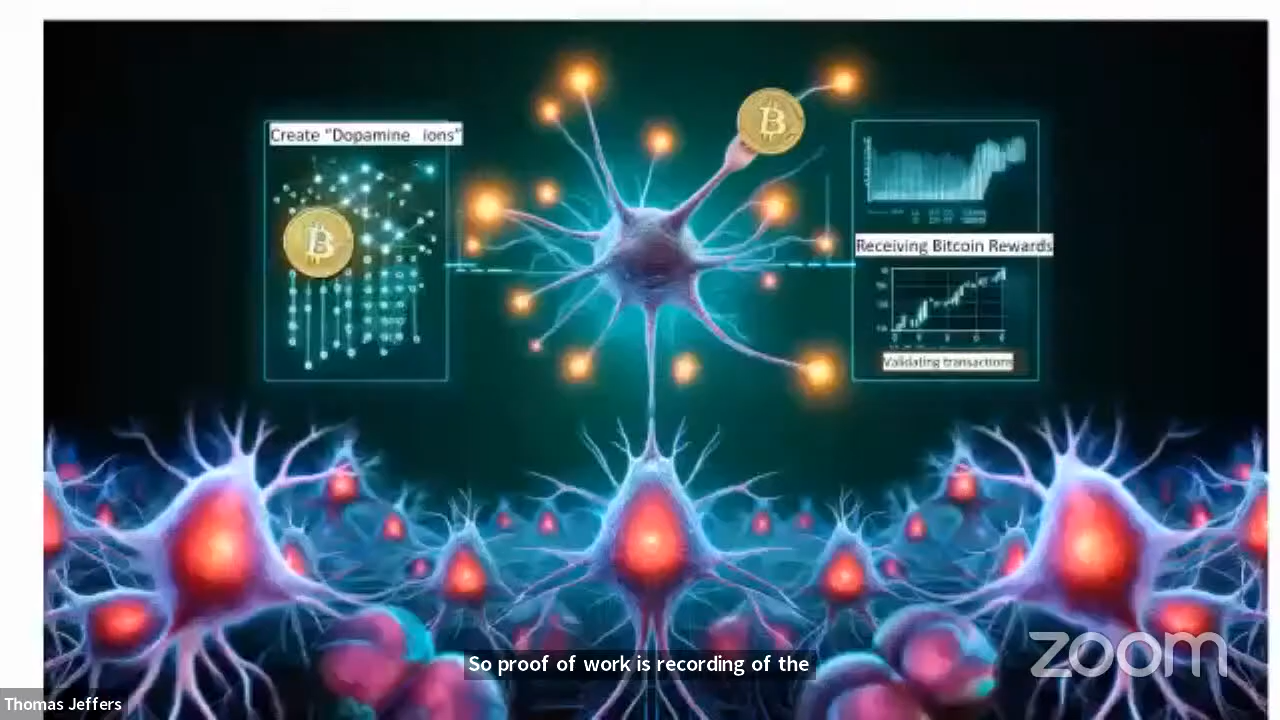 Create "Dopamine ions"
Receiving Bitcoin Rewards
Validating transactions
So proof of work is recording of the
zoom
Thomas Jeffers